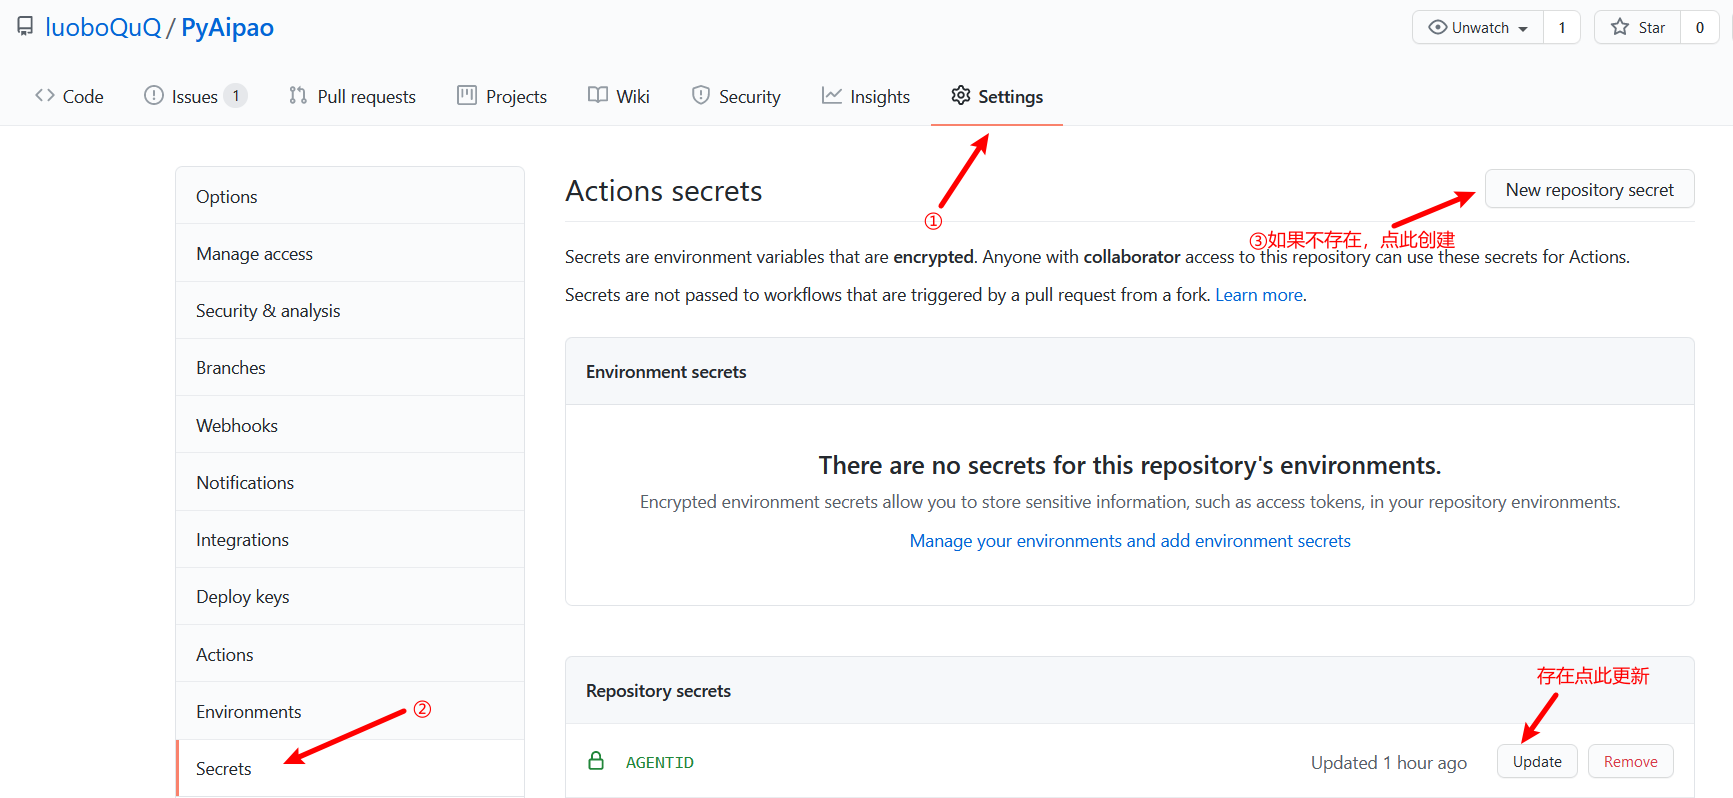 luoboQuQ / PyAipao
Unwatch 1 Star 0
Code Issues 1 Pull requests Projects Wiki Security Insights Settings
Options
Manage access
Security & analysis
Branches
Webhooks
Notifications
Integrations
Deploy keys
Actions
Environments
②
Secrets
Actions secrets
New repository secret
①
③如果不存在，点此创建
Secrets are environment variables that are encrypted. Anyone with collaborator access to this repository can use these secrets for Actions.
Secrets are not passed to workflows that are triggered by a pull request from a fork. Learn more.
Environment secrets
There are no secrets for this repository's environments.
Encrypted environment secrets allow you to store sensitive information, such as access tokens, in your repository environments.
Manage your environments and add environment secrets
存在点此更新
Repository secrets
AGENTID Updated 1 hour ago Update Remove